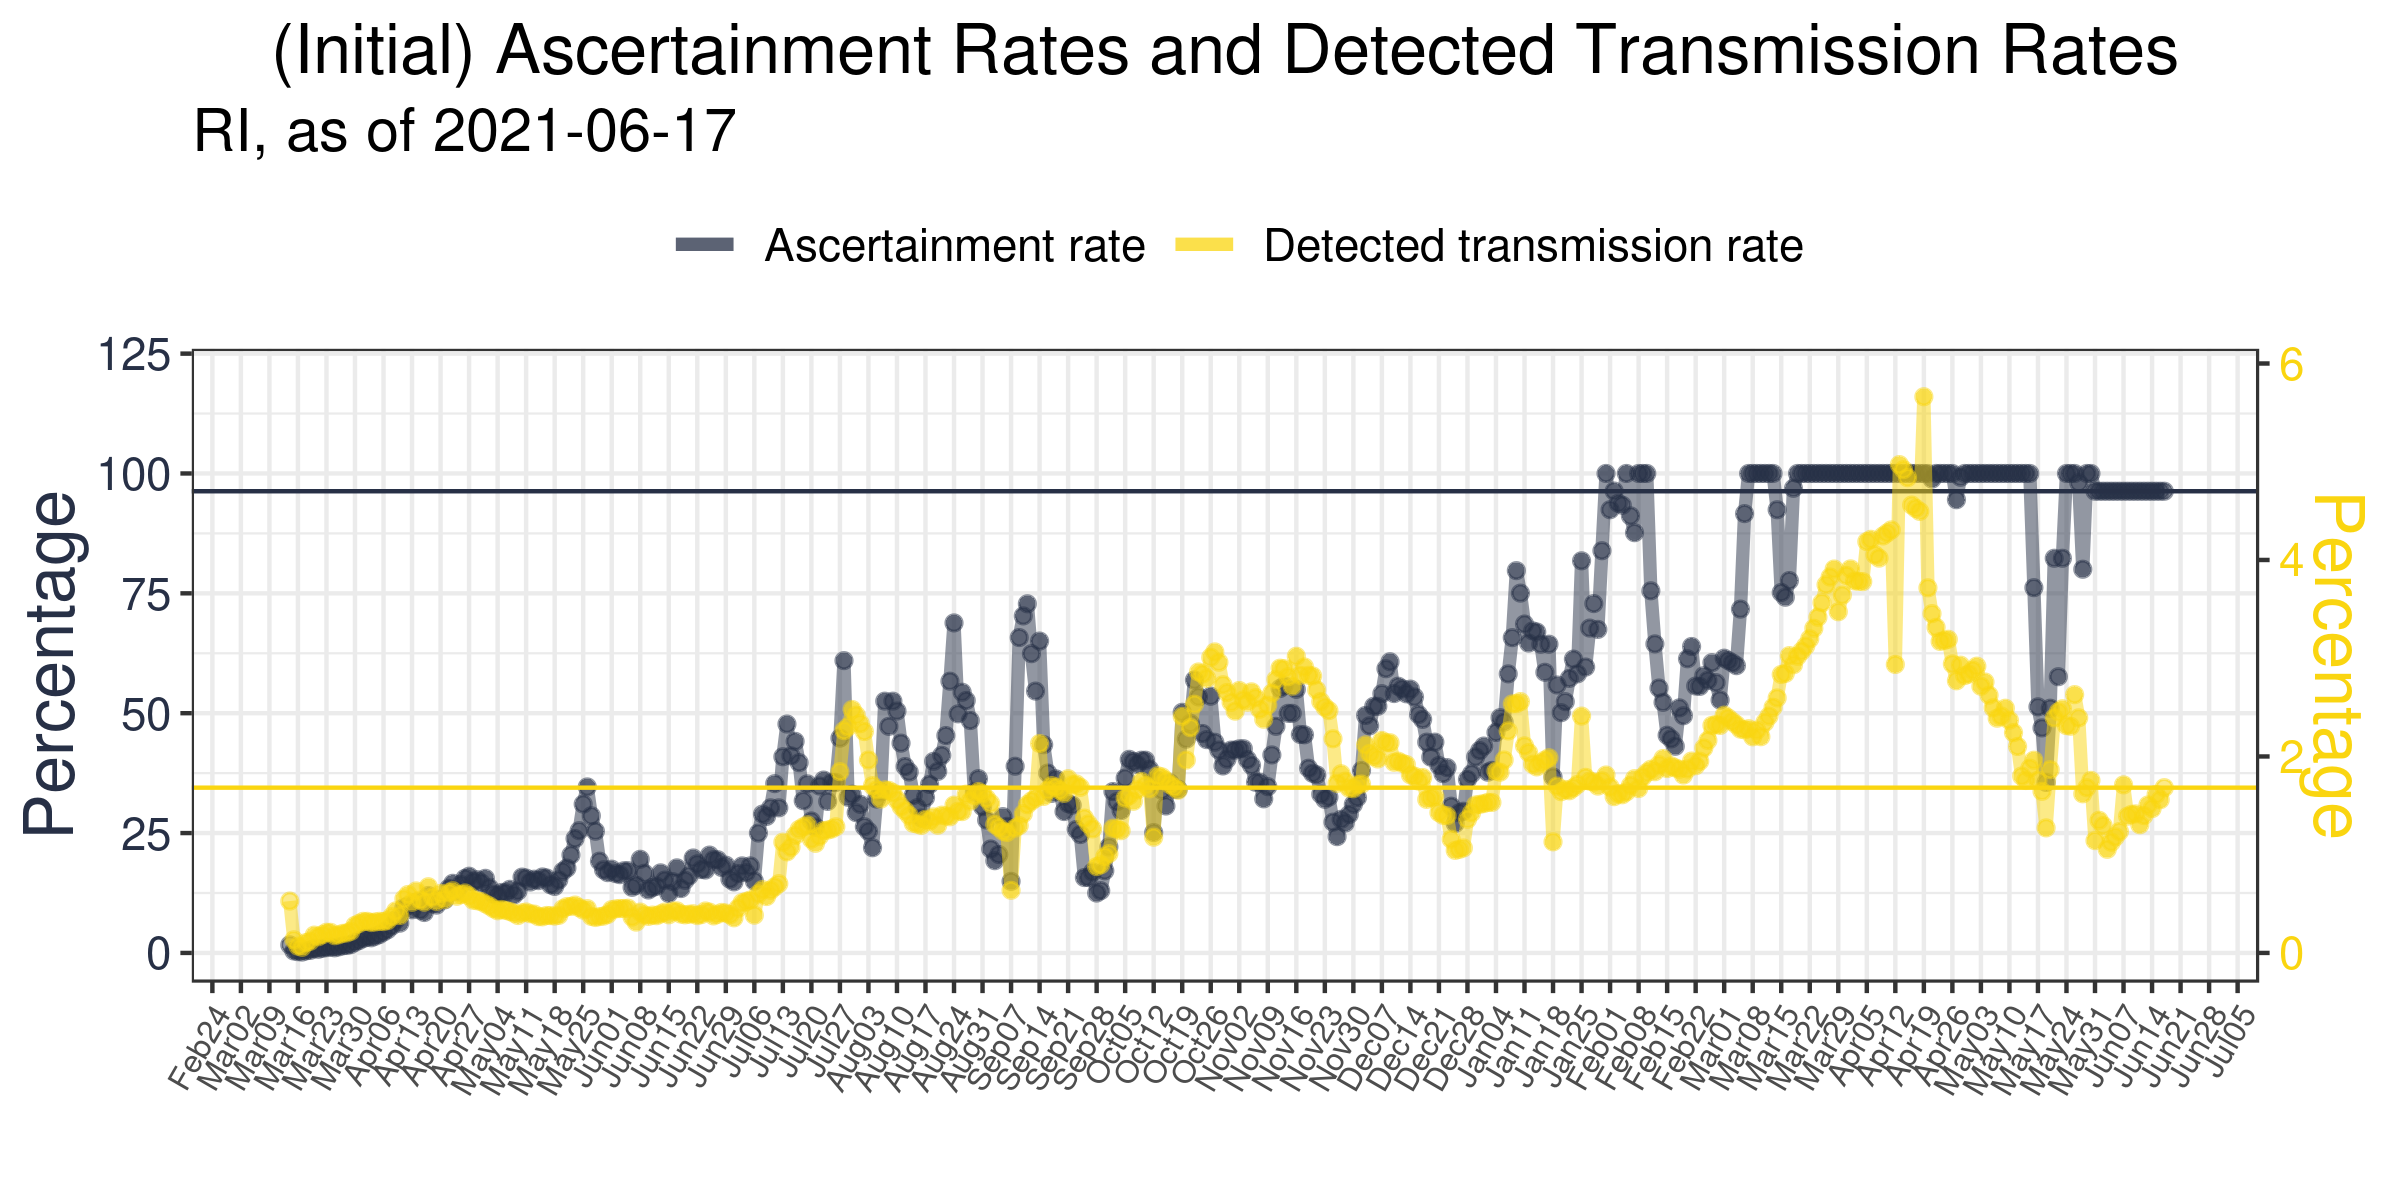 (Initial) Ascertainment Rates and Detected Transmission Rates
RI, as of 2021-06-17
Ascertainment rate
Detected transmission rate
125
100
75
50
25
0
Percentage
6
4
2
0
Percentage
Feb24
Mar02
Mar09
Mar16
Mar23
Mar30
Apr06
Apr13
Apr20
Apr27
May04
May11
May18
May25
Jun01
Jun08
Jun15
Jun22
Jun29
Jul06
Jul13
Jul20
Jul27
Aug03
Aug10
Aug17
Aug24
Aug31
Sep07
Sep14
Sep21
Sep28
Oct05
Oct12
Oct19
Oct26
Nov02
Nov09
Nov16
Nov23
Nov30
Dec07
Dec14
Dec21
Dec28
Jan04
Jan11
Jan18
Jan25
Feb01
Feb08
Feb15
Feb22
Mar01
Mar08
Mar15
Mar22
Mar29
Apr05
Apr12
Apr19
Apr26
May03
May10
May17
May24
May31
Jun07
Jun14
Jun21
Jun28
Jul05